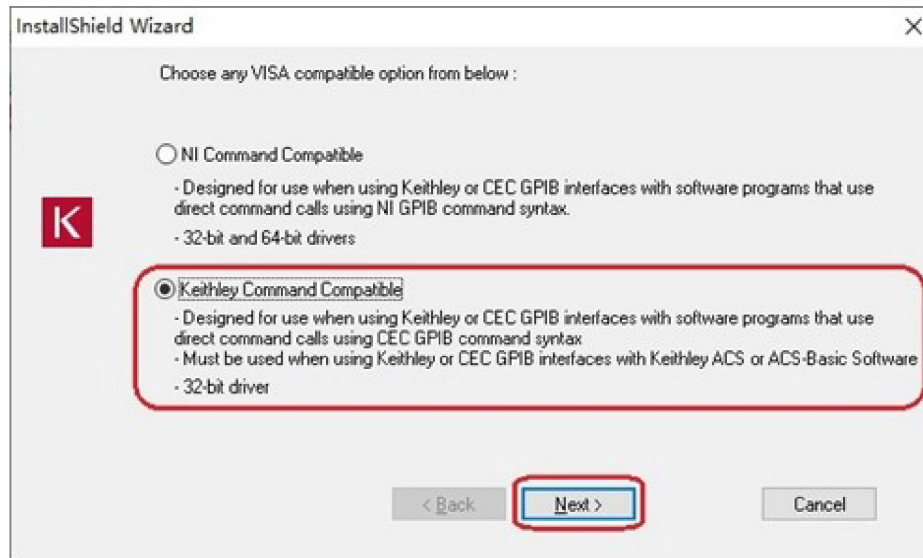 InstallShield Wizard
Choose any VISA compatible option from below :
NI Command Compatible
- Designed for use when using Keithley or CEC GPIB interfaces with software programs that use
direct command calls using NI GPIB command syntax.
- 32-bit and 64-bit drivers
K
Keithley Command Compatible
- Designed for use when using Keithley or CEC GPIB interfaces with software programs that use
direct command calls using CEC GPIB command syntax
- Must be used when using Keithley or CEC GPIB interfaces with Keithley ACS or ACS-Basic Software
- 32-bit driver
< Back
Next >
Cancel